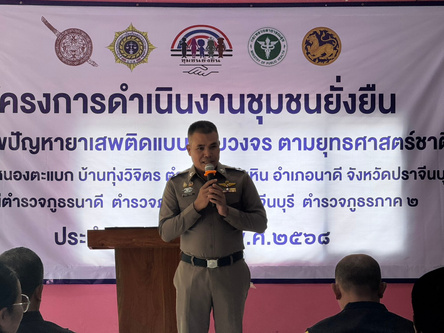 ชุมชนยั่งยืน
ครงการดำเนินงานชุมชนยั่งยืน
พปัญหายาเสพติดแบบ วงจร ตามยุทธศาสตร์ชาติ
หนองตะแบก บ้านทุ่งวิจิตร หิน อำเภอนาดี จังหวัดปราจีนบุ
ตำรวจภูธรนาดี ตำรวจภ จีนบุรี ตำรวจภูธรภาค ๒
ประ .ค.๒๕๖๘